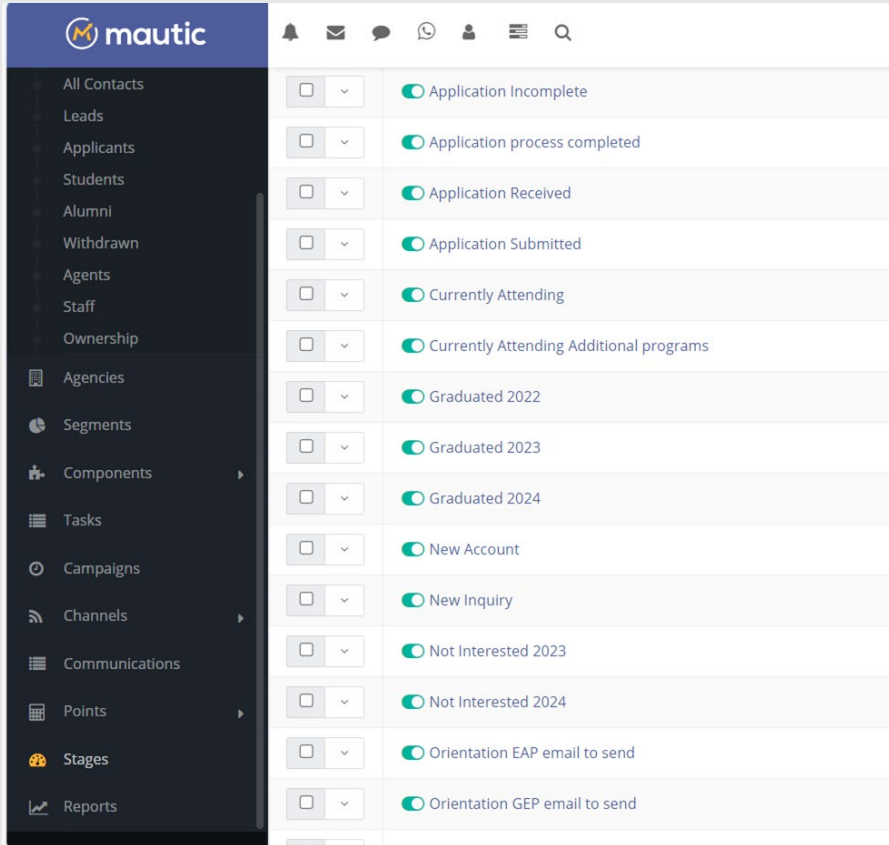 mautic
All Contacts
Leads
Applicants
Students
Alumni
Withdrawn
Agents
Staff
Ownership
Agencies
Segments
Components
Tasks
Campaigns
Channels
Communications
Points
Stages
Reports
Application Incomplete
Application process completed
Application Received
Application Submitted
Currently Attending
Currently Attending Additional programs
Graduated 2022
Graduated 2023
Graduated 2024
New Account
New Inquiry
Not Interested 2023
Not Interested 2024
Orientation EAP email to send
Orientation GEP email to send